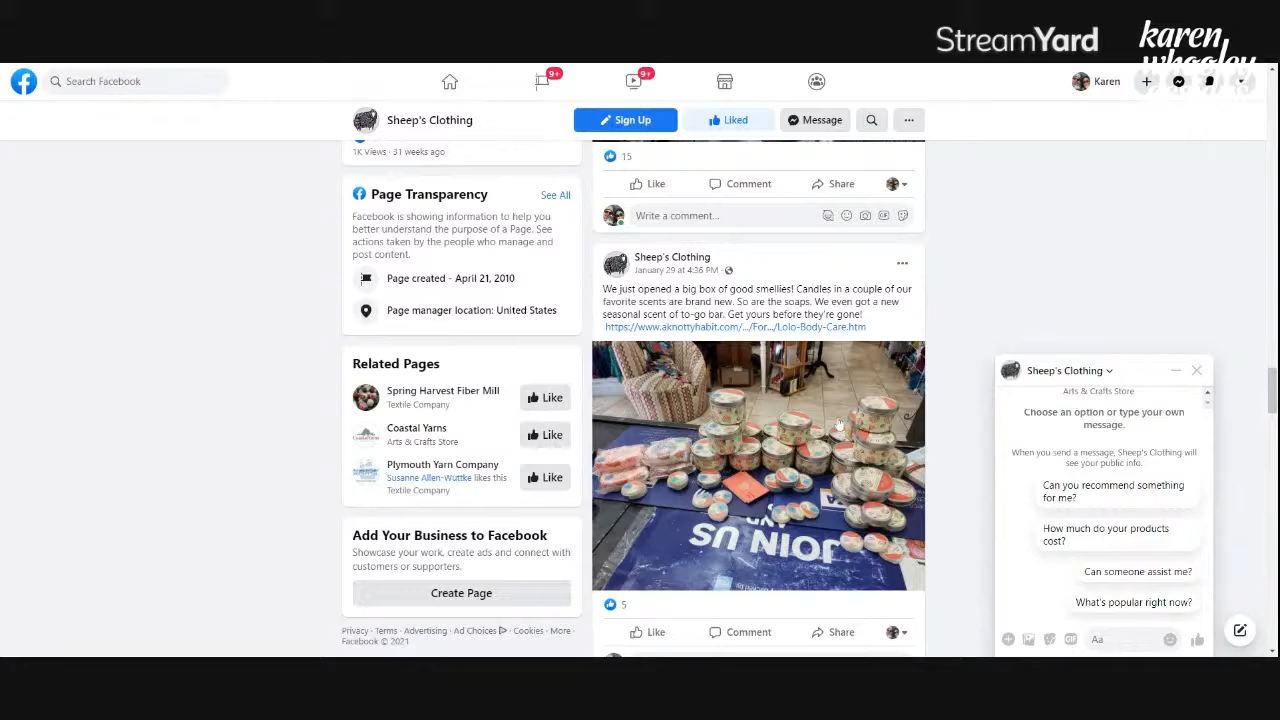 StreamYard
karen
whooley
Search Facebook
9+
9+
Karen
Sheep's Clothing
Sign Up
Liked
Message
1K Views · 31 weeks ago
Page Transparency
See All
Facebook is showing information to help you
better understand the purpose of a Page. See
actions taken by the people who manage and
post content.
Page created - April 21, 2010
Page manager location: United States
Related Pages
Spring Harvest Fiber Mill
Textile Company
Like
Coastal Yarns
Arts & Crafts Store
Like
Plymouth Yarn Company
Susanne Allen-Wuttke likes this
Textile Company
Like
Add Your Business to Facebook
Showcase your work, create ads and connect with
customers or supporters.
Create Page
Privacy · Terms · Advertising · Ad Choices · Cookies · More ·
Facebook © 2021
15
Like
Comment
Share
Write a comment...
GIF
Sheep's Clothing
January 29 at 4:36 PM ·
We just opened a big box of good smellies! Candles in a couple of our
favorite scents are brand new. So are the soaps. We even got a new
seasonal scent of to-go bar. Get yours before they're gone!
https://www.aknottyhabit.com/.../For.../Lolo-Body-Care.htm
AND
JOIN US
5
Like
Comment
Share
Sheep's Clothing
Arts & Crafts Store
Choose an option or type your own
message.
When you send a message, Sheep's Clothing will
see your public info.
Can you recommend something
for me?
How much do your products
cost?
Can someone assist me?
What's popular right now?
GIF
Aa